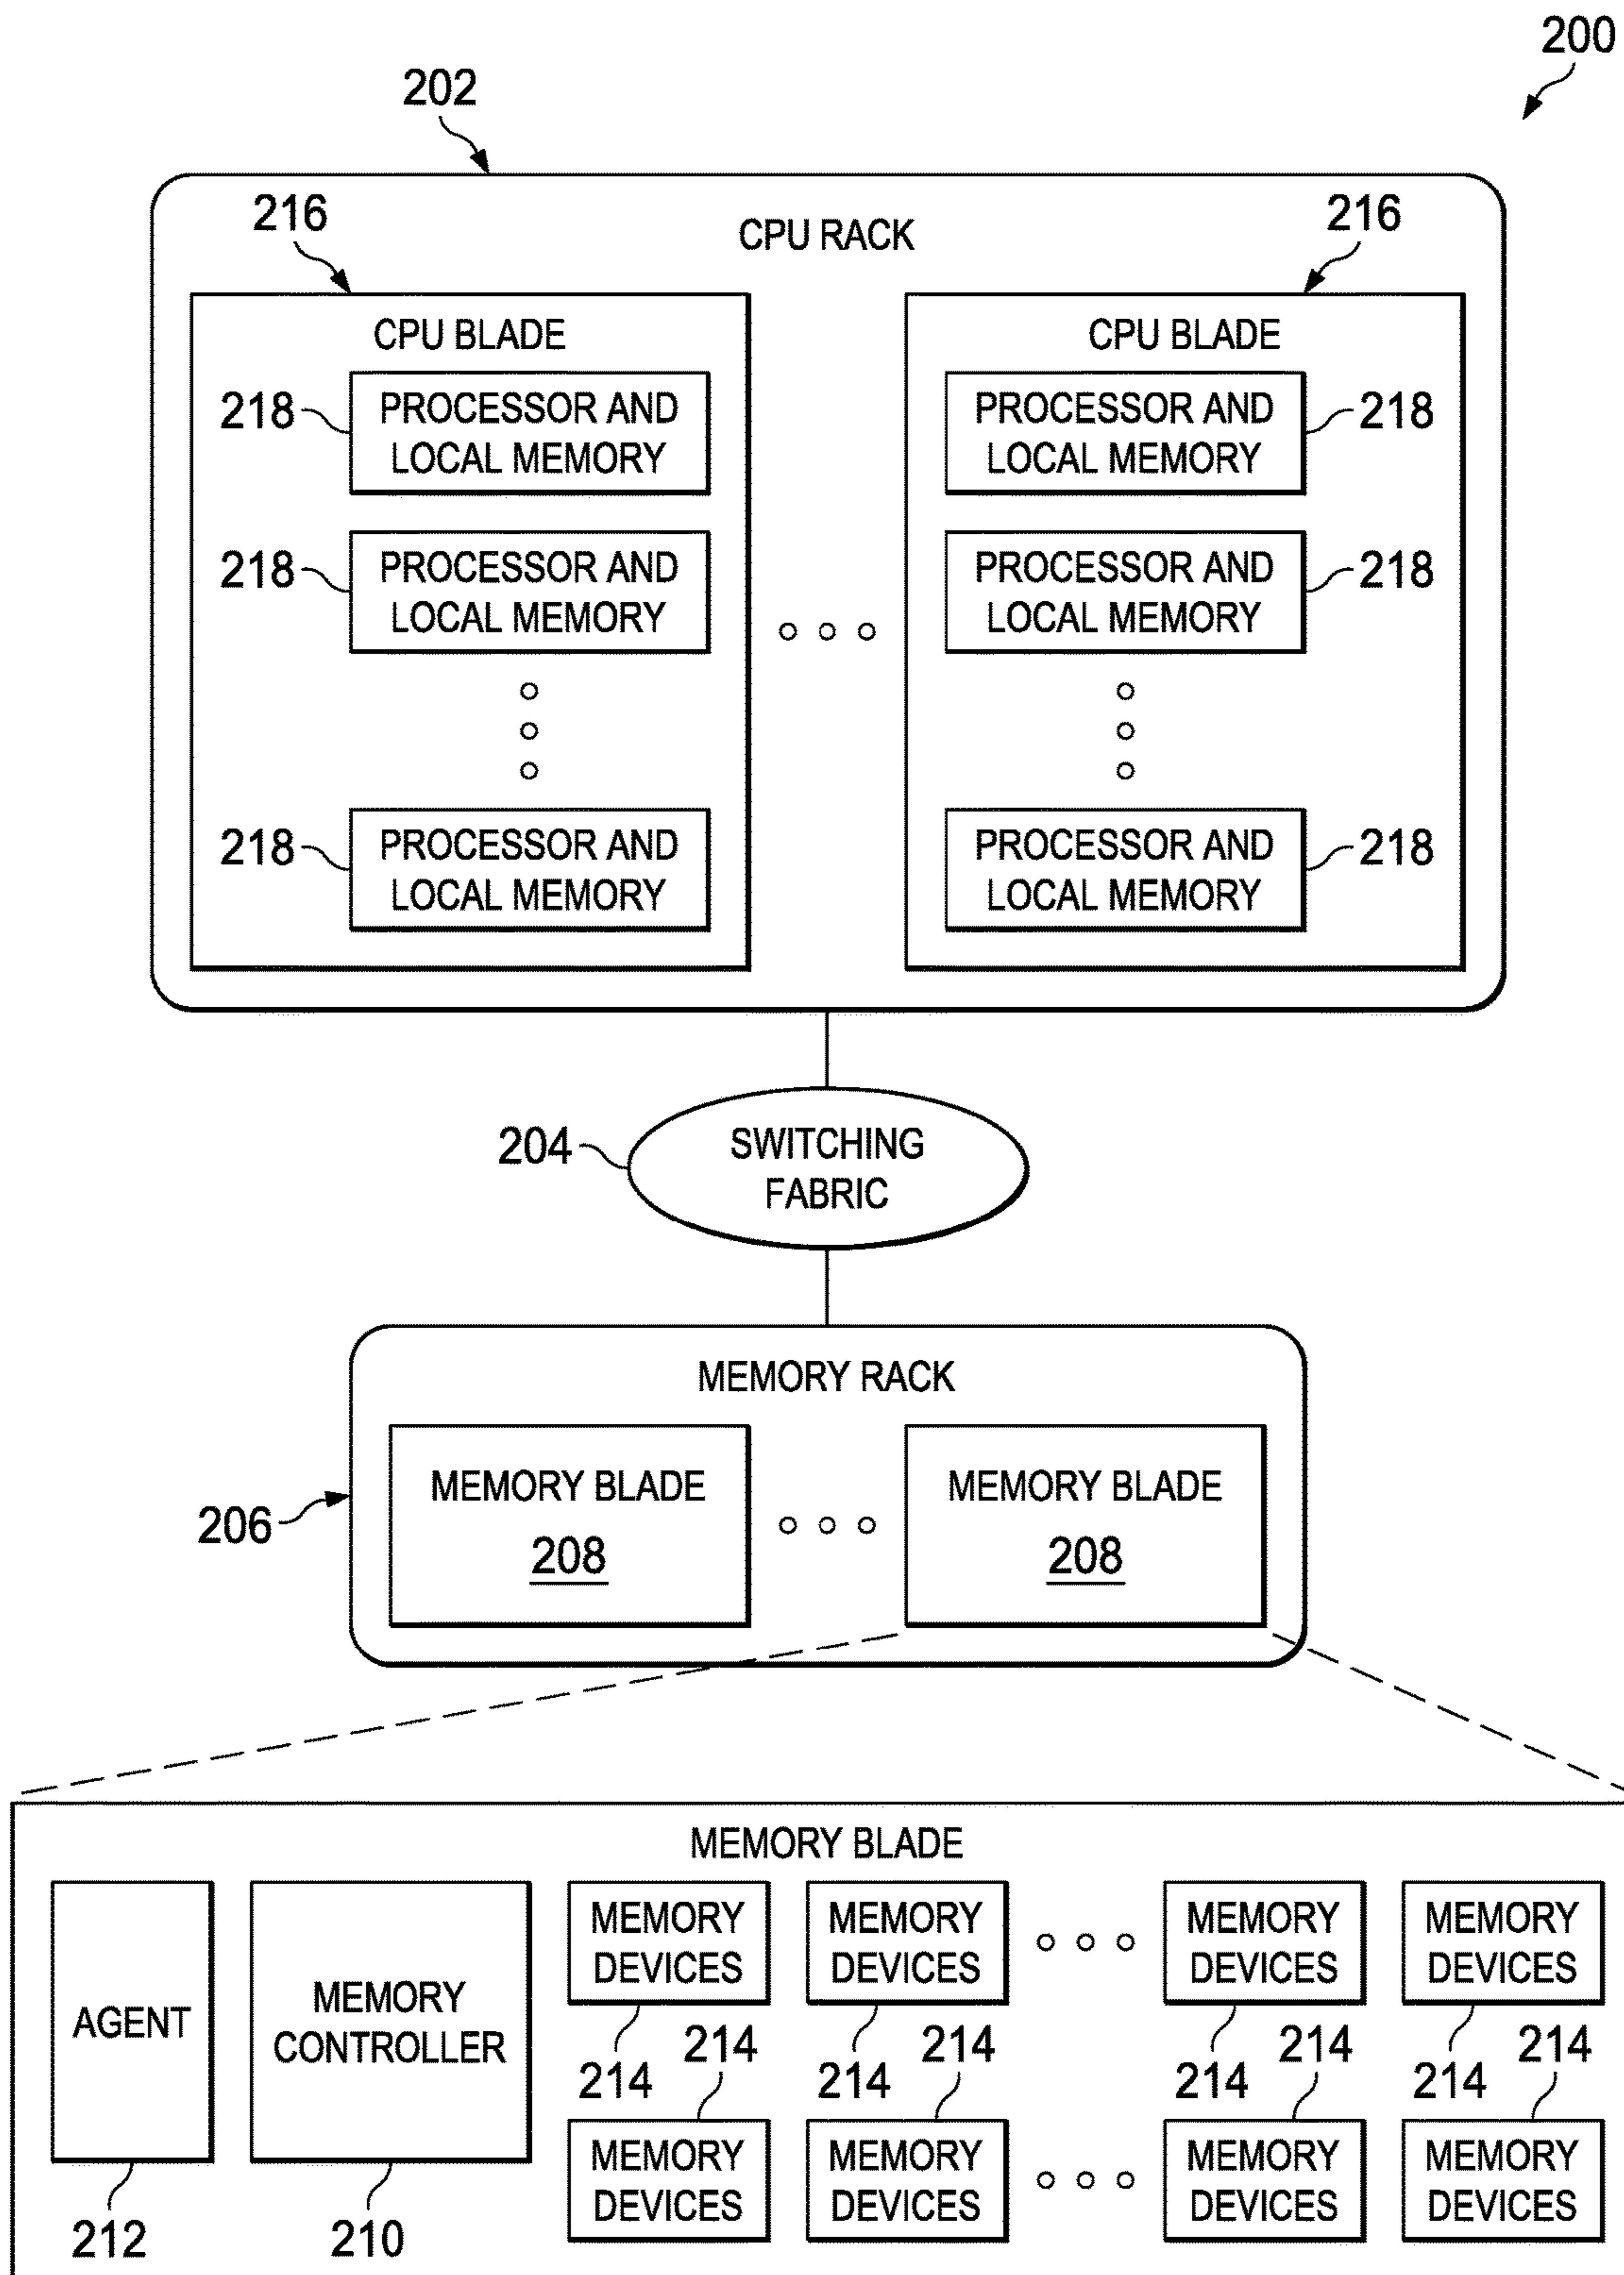 200
202
CPU RACK
216
216
CPU BLADE
CPU BLADE
218
PROCESSOR AND
LOCAL MEMORY
PROCESSOR AND
LOCAL MEMORY
218
218
PROCESSOR AND
LOCAL MEMORY
PROCESSOR AND
LOCAL MEMORY
218
218
PROCESSOR AND
LOCAL MEMORY
PROCESSOR AND
LOCAL MEMORY
218
204
SWITCHING
FABRIC
MEMORY RACK
206
MEMORY BLADE
208
MEMORY BLADE
208
MEMORY BLADE
AGENT
MEMORY
CONTROLLER
MEMORY
DEVICES
MEMORY
DEVICES
MEMORY
DEVICES
MEMORY
DEVICES
214
214
214
214
214
214
214
214
MEMORY
DEVICES
MEMORY
DEVICES
MEMORY
DEVICES
MEMORY
DEVICES
212
210